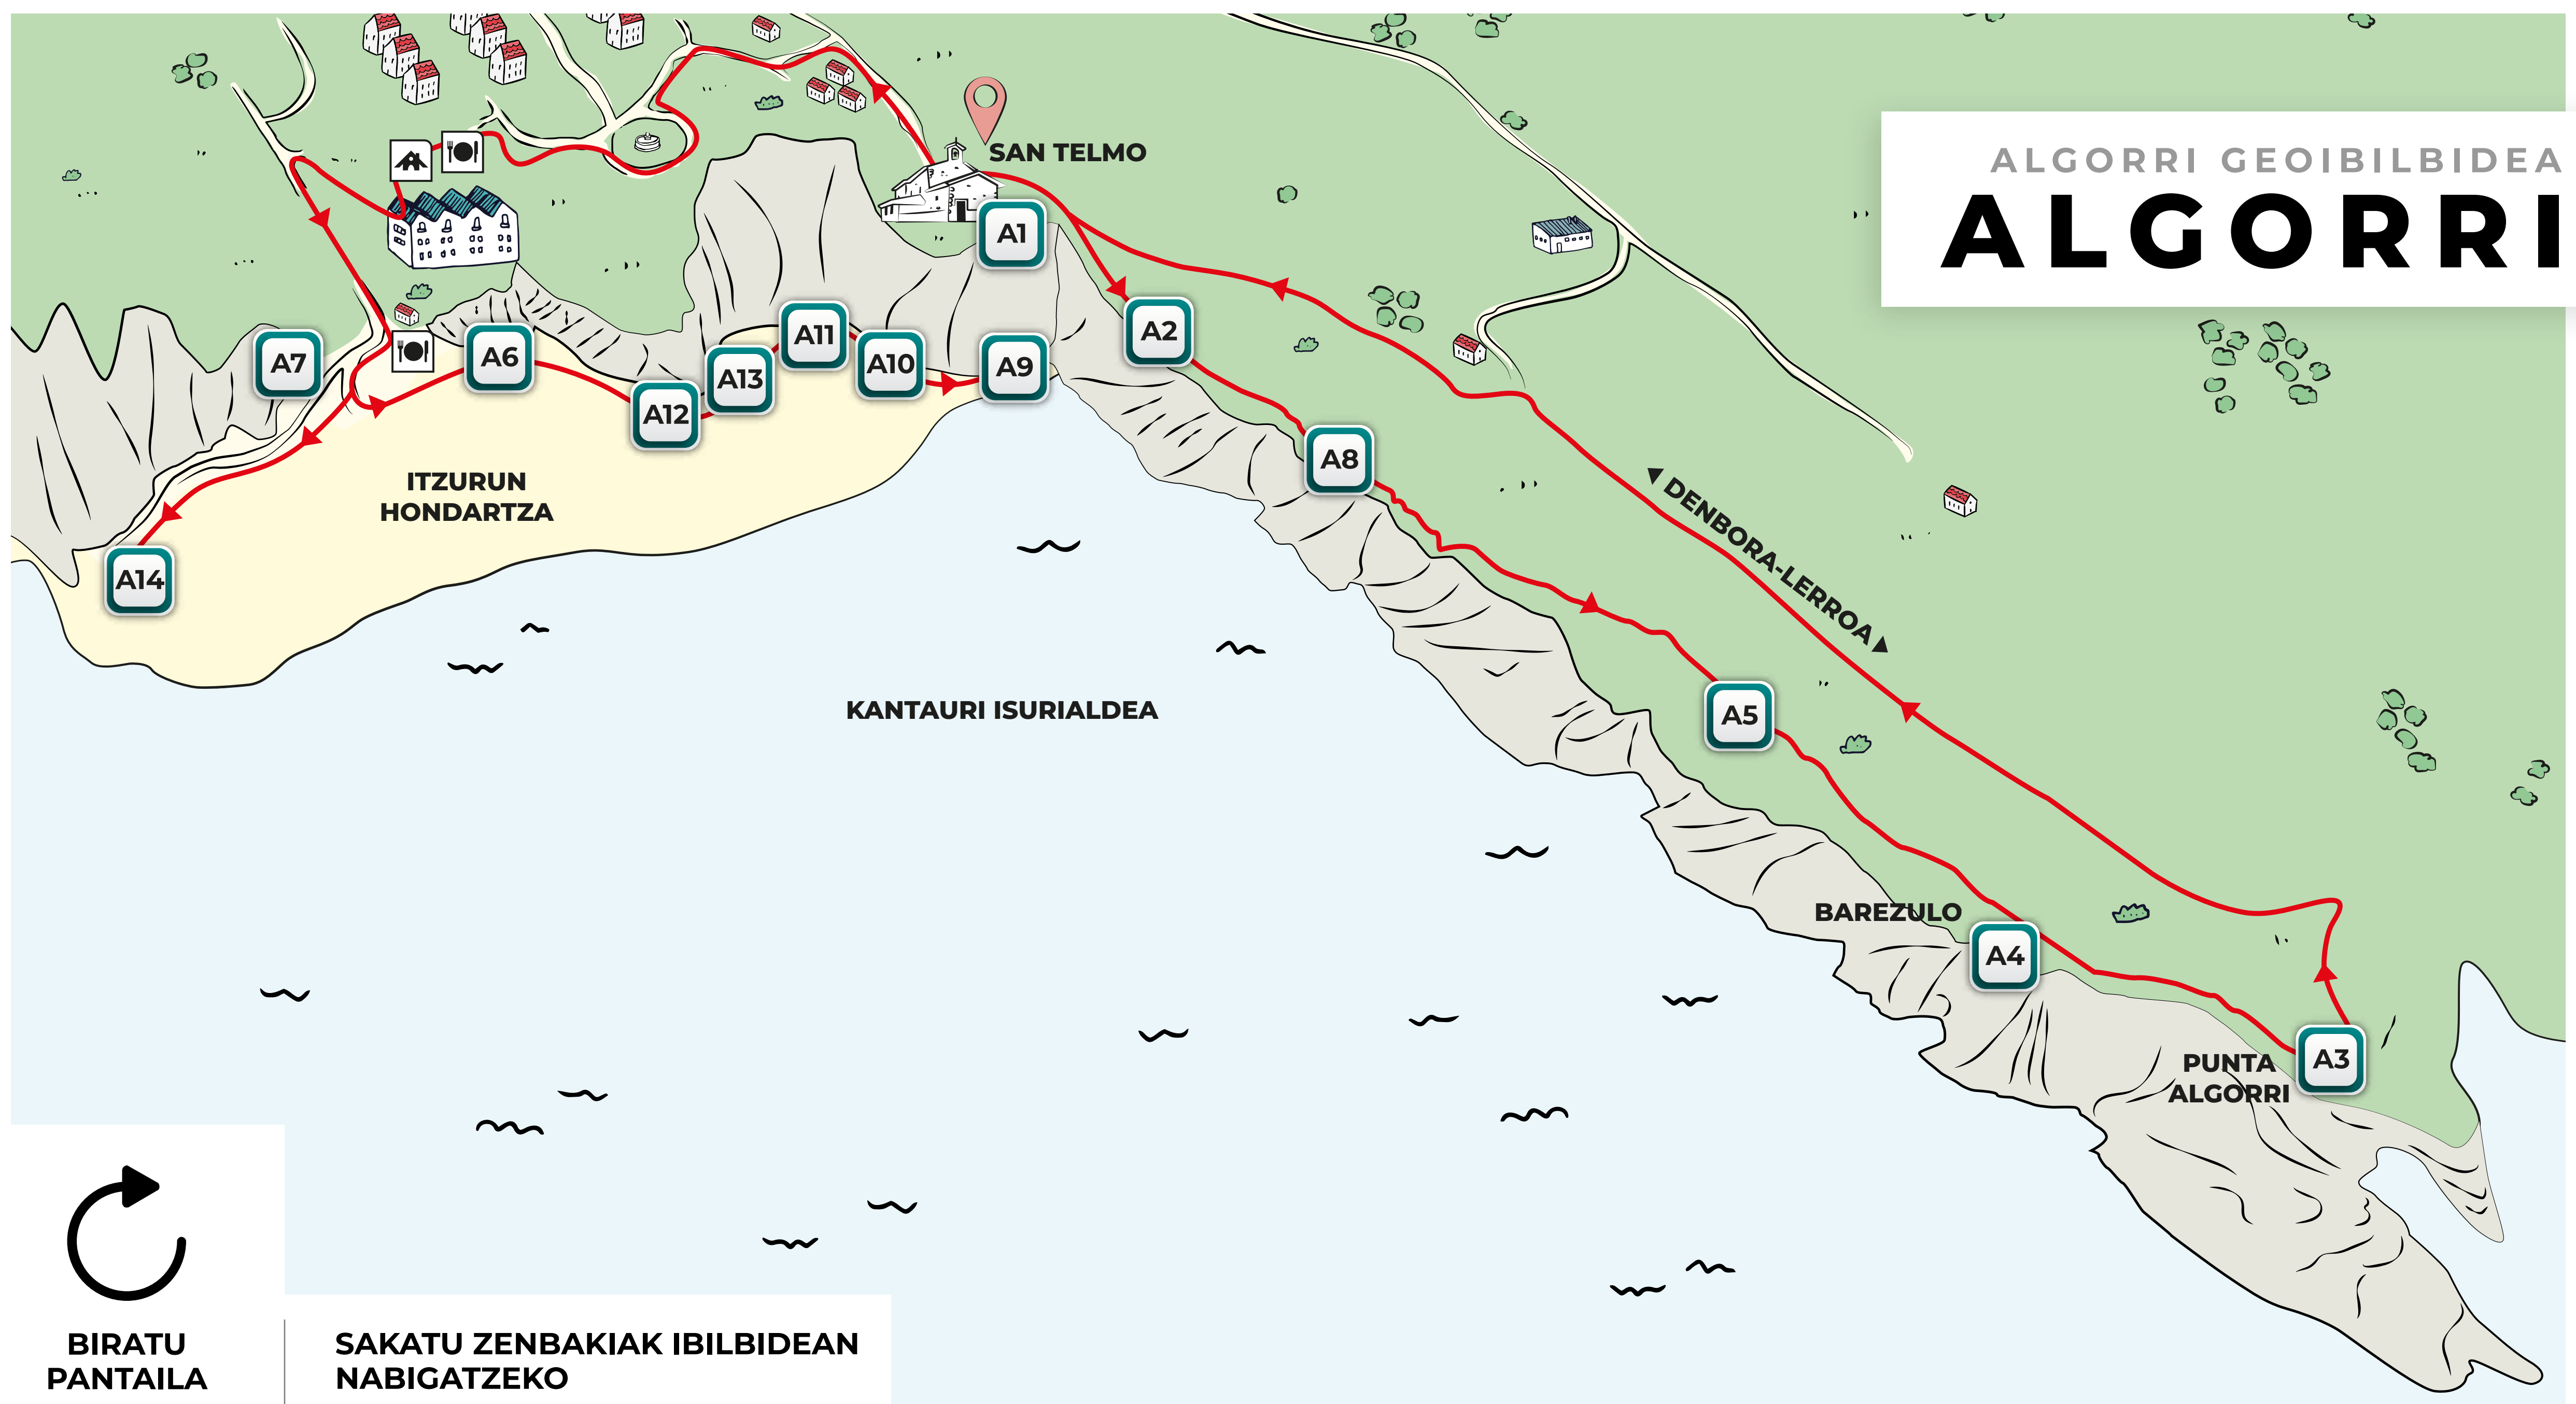 ALGORRI GEOIBILBIDEA
ALGORRI
SAN TELMO
A1
A2
A11
A7
A6
A10
A9
A13
A12
A8
ITZURUN
HONDARTZA
◀ DENBORA-LERROA ▶
A14
KANTAURI ISURIALDEA
A5
BAREZULO
A4
PUNTA
ALGORRI
A3
BIRATU
PANTAILA
SAKATU ZENBAKIAK IBILBIDEAN
NABIGATZEKO